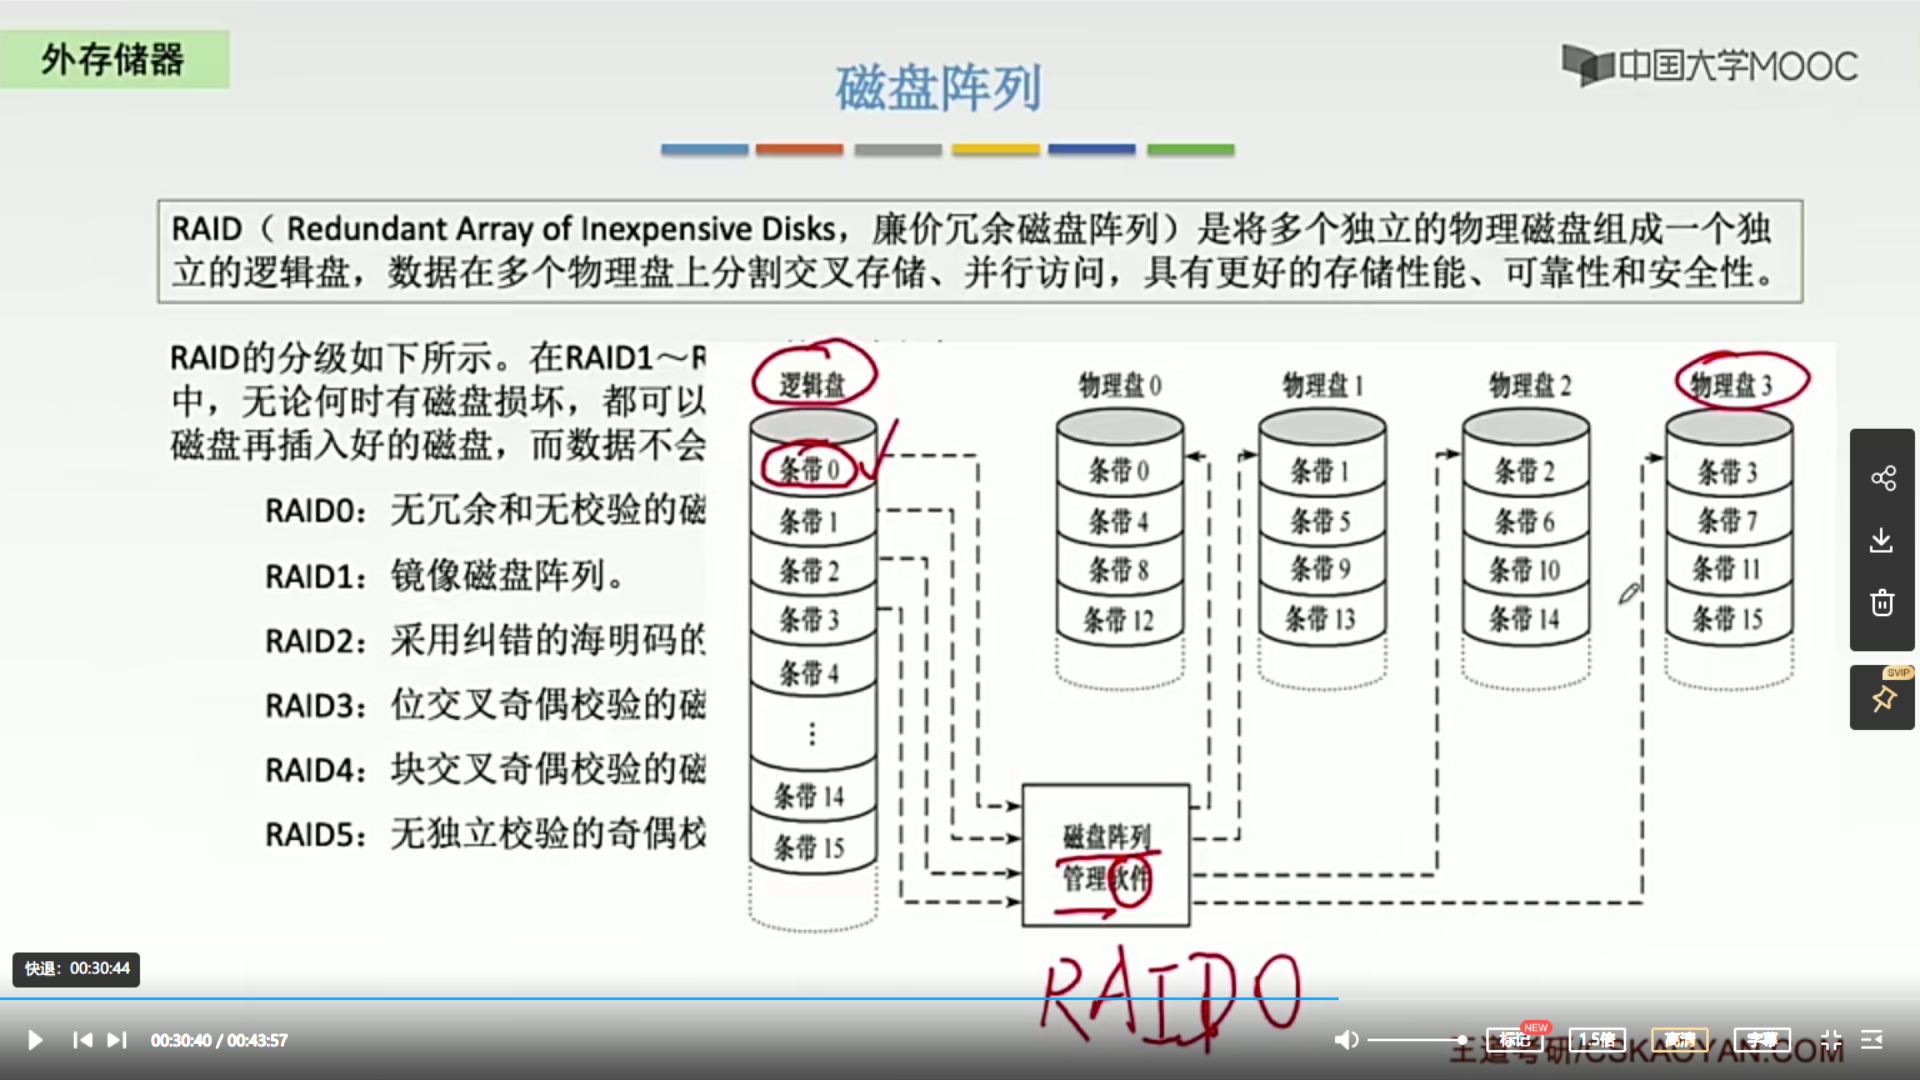 外存储器
磁盘阵列
中国大学MOOC
RAID（ Redundant Array of Inexpensive Disks，廉价冗余磁盘阵列）是将多个独立的物理磁盘组成一个独
立的逻辑盘，数据在多个物理盘上分割交叉存储、并行访问，具有更好的存储性能、可靠性和安全性。
RAID的分级如下所示。在RAID1～R
中，无论何时有磁盘损坏，都可以
磁盘再插入好的磁盘，而数据不会
RAID0：无冗余和无校验的磁
RAID1：镜像磁盘阵列。
RAID2：采用纠错的海明码的
RAID3：位交叉奇偶校验的磁
RAID4：块交叉奇偶校验的磁
RAID5：无独立校验的奇偶校
逻辑盘
条带 0
条带 1
条带 2
条带 3
条带 4
⋮
条带 14
条带 15
物理盘 0
条带 0
条带 4
条带 8
条带 12
物理盘 1
条带 1
条带 5
条带 9
条带 13
物理盘 2
条带 2
条带 6
条带 10
条带 14
物理盘 3
条带 3
条带 7
条带 11
条带 15
磁盘阵列
管理软件
RAID0
SVIP
快退：00:30:44
00:30:40 / 00:43:57
标记
NEW
1.5倍
高清
字幕
王道考研/CSKAOYAN.COM